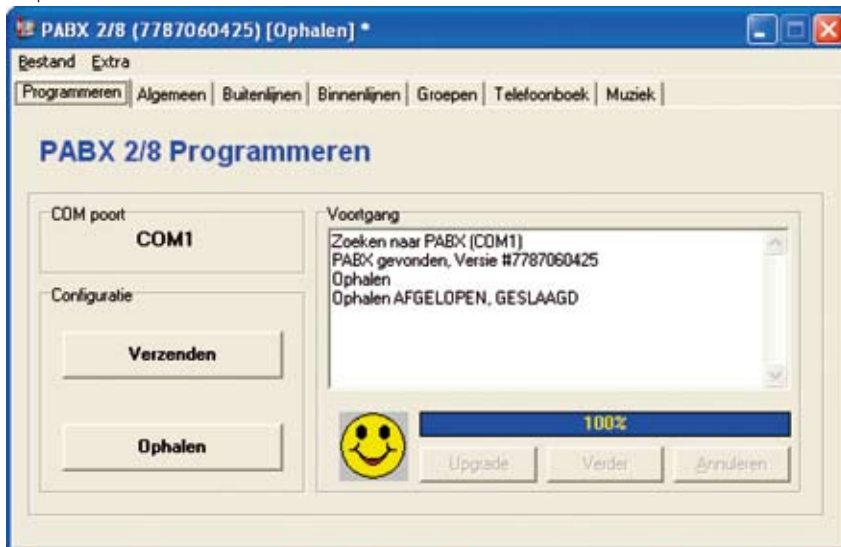 PABX 2/8 (7787060425) [Ophalen] *
Bestand Extra
Programmeren Algemeen Buitenlijnen Binnenlijnen Groepen Telefoonboek Muziek
PABX 2/8 Programmeren
COM poort
COM1
Configuratie
Verzenden
Ophalen
Voortgang
Zoeken naar PABX (COM1)
PABX gevonden, Versie #7787060425
Ophalen
Ophalen AFGELOPEN, GESLAAGD
100%
Upgrade Verder Annuleren